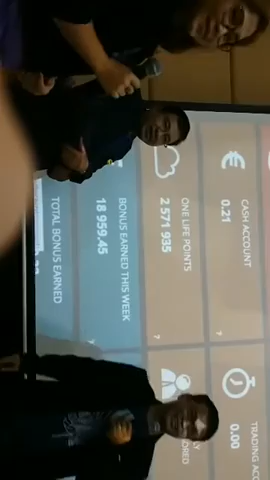 CASH ACCOUNT
0.21
?
ONE LIFE POINTS
2 571 935
?
BONUS EARNED THIS WEEK
18 959.45
TOTAL BONUS EARNED
TRADING ACC
0.00